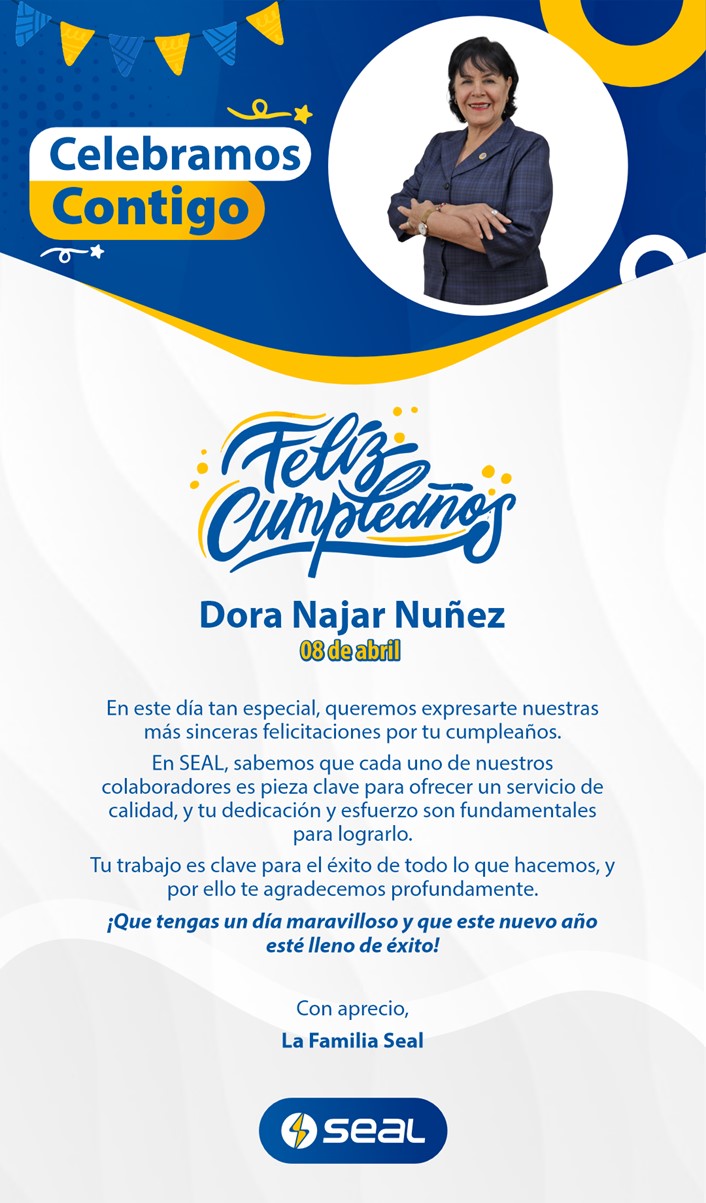 Celebramos
Contigo
Feliz
Cumpleaños
Dora Najar Nuñez
08 de abril
En este día tan especial, queremos expresarte nuestras
más sinceras felicitaciones por tu cumpleaños.
En SEAL, sabemos que cada uno de nuestros
colaboradores es pieza clave para ofrecer un servicio de
calidad, y tu dedicación y esfuerzo son fundamentales
para lograrlo.
Tu trabajo es clave para el éxito de todo lo que hacemos, y
por ello te agradecemos profundamente.
¡Que tengas un día maravilloso y que este nuevo año
esté lleno de éxito!
Con aprecio,
La Familia Seal
seal